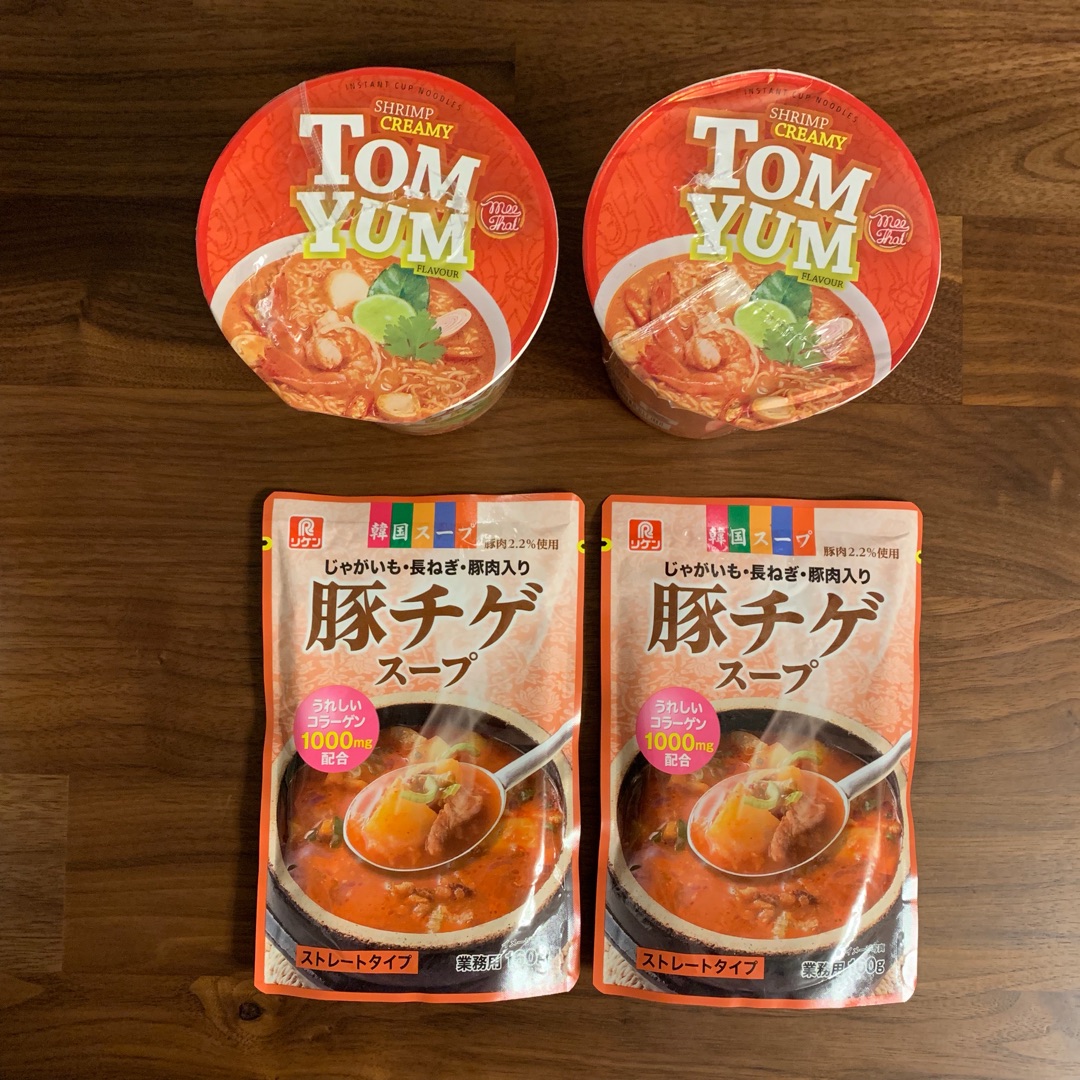 INSTANT CUP NOODLES
SHRIMP
CREAMY
TOM
YUM
FLAVOUR
Mee
Thai
INSTANT CUP NOODLES
SHRIMP
CREAMY
TOM
YUM
FLAVOUR
Mee
Thai
リケン
韓国スープ
豚肉2.2%使用
じゃがいも・長ねぎ・豚肉入り
豚チゲ
スープ
うれしい
コラーゲン
1000mg
配合
ストレートタイプ
業務用
リケン
韓国スープ
豚肉2.2%使用
じゃがいも・長ねぎ・豚肉入り
豚チゲ
スープ
うれしい
コラーゲン
1000mg
配合
ストレートタイプ
業務用